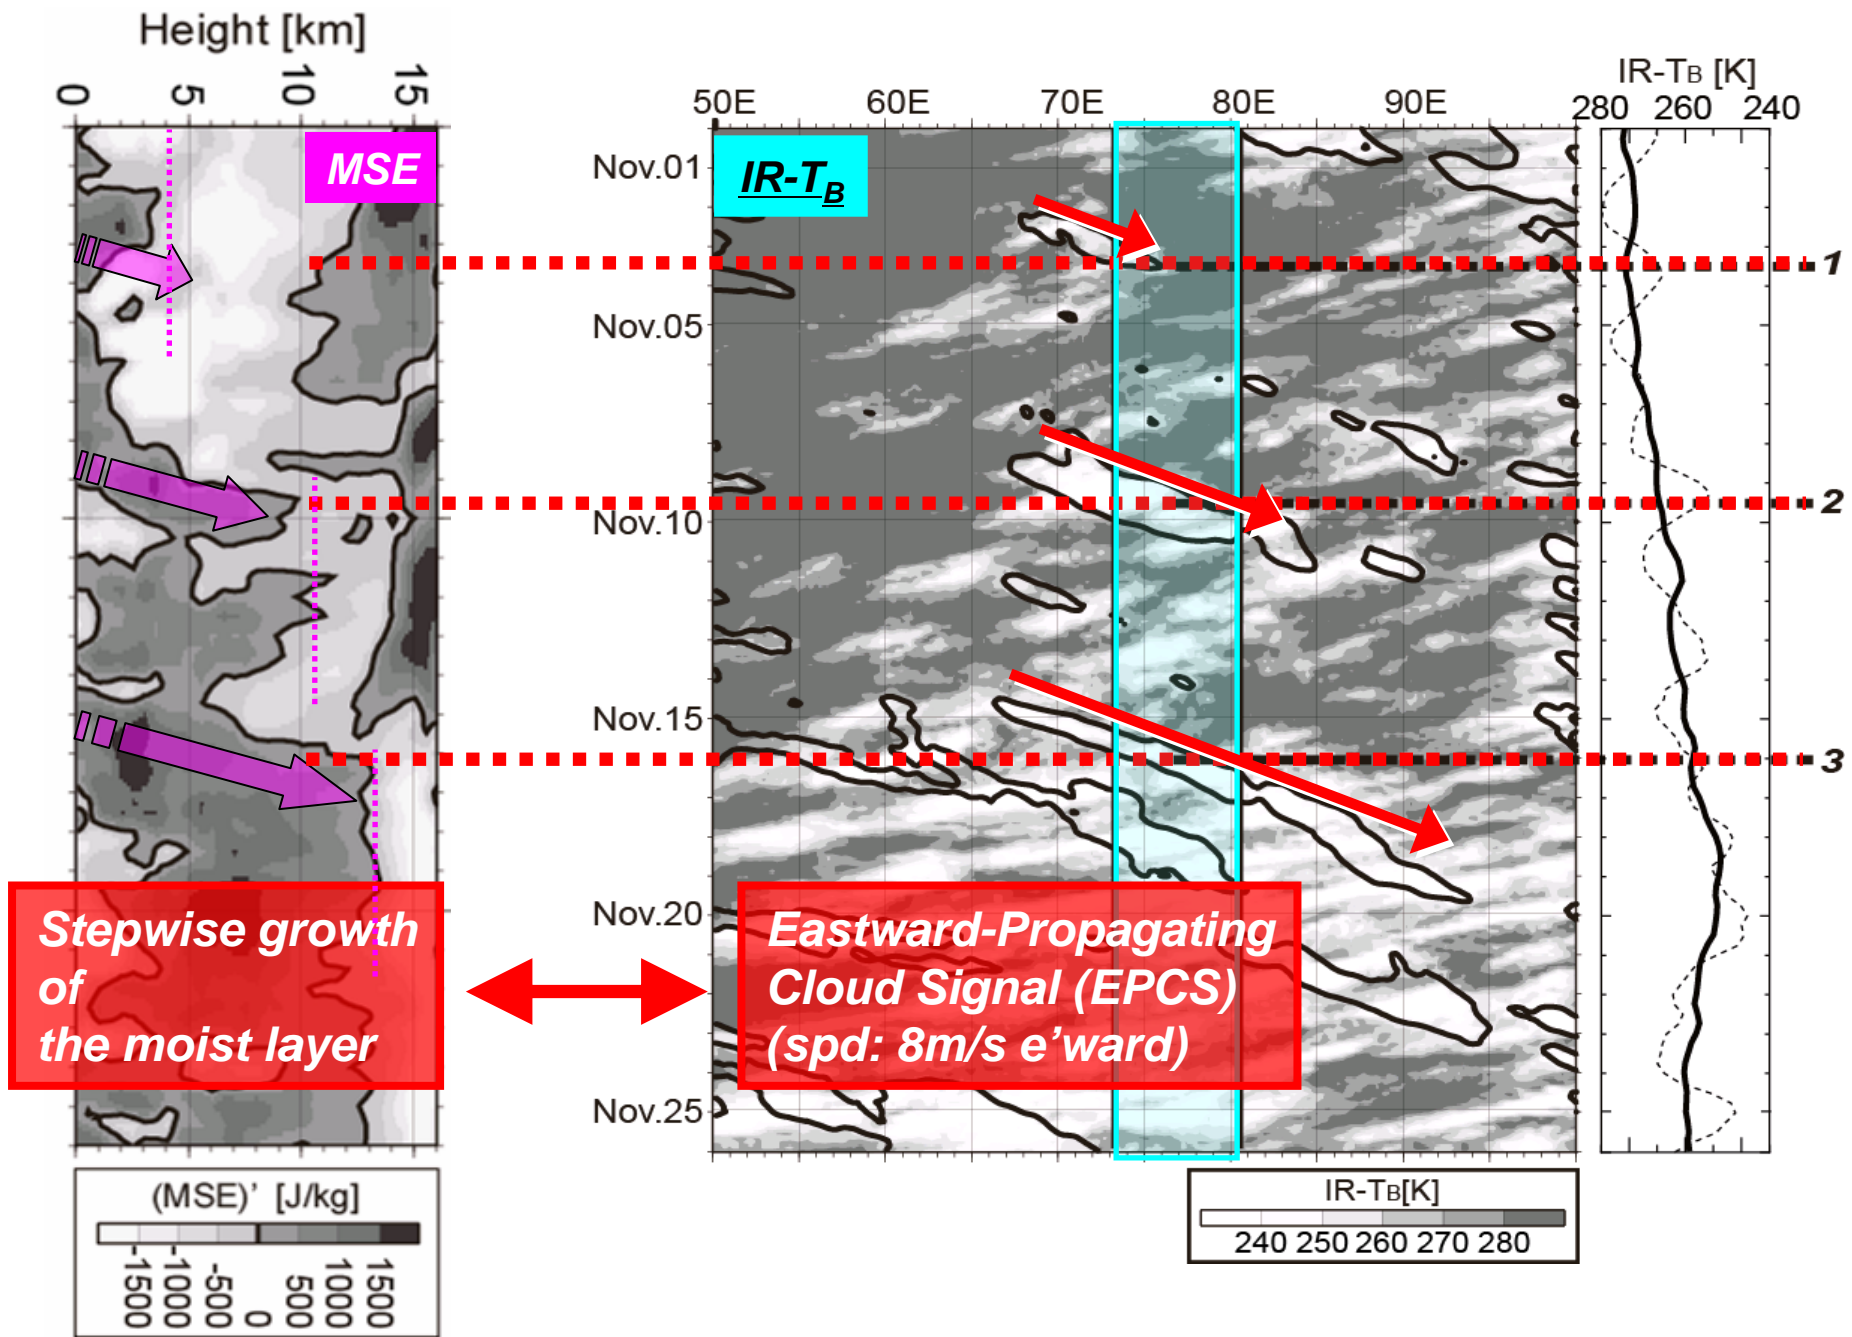 Height [km]
0 5 10 15
MSE
50E 60E 70E 80E 90E
IR-TB
Nov.01
Nov.05
Nov.10
Nov.15
Nov.20
Nov.25
IR-TB [K]
280 260 240
1
2
3
Stepwise growth
of
the moist layer
Eastward-Propagating
Cloud Signal (EPCS)
(spd: 8m/s e’ward)
(MSE)’ [J/kg]
-1500 -1000 -500 0 500 1000 1500
IR-TB[K]
240 250 260 270 280